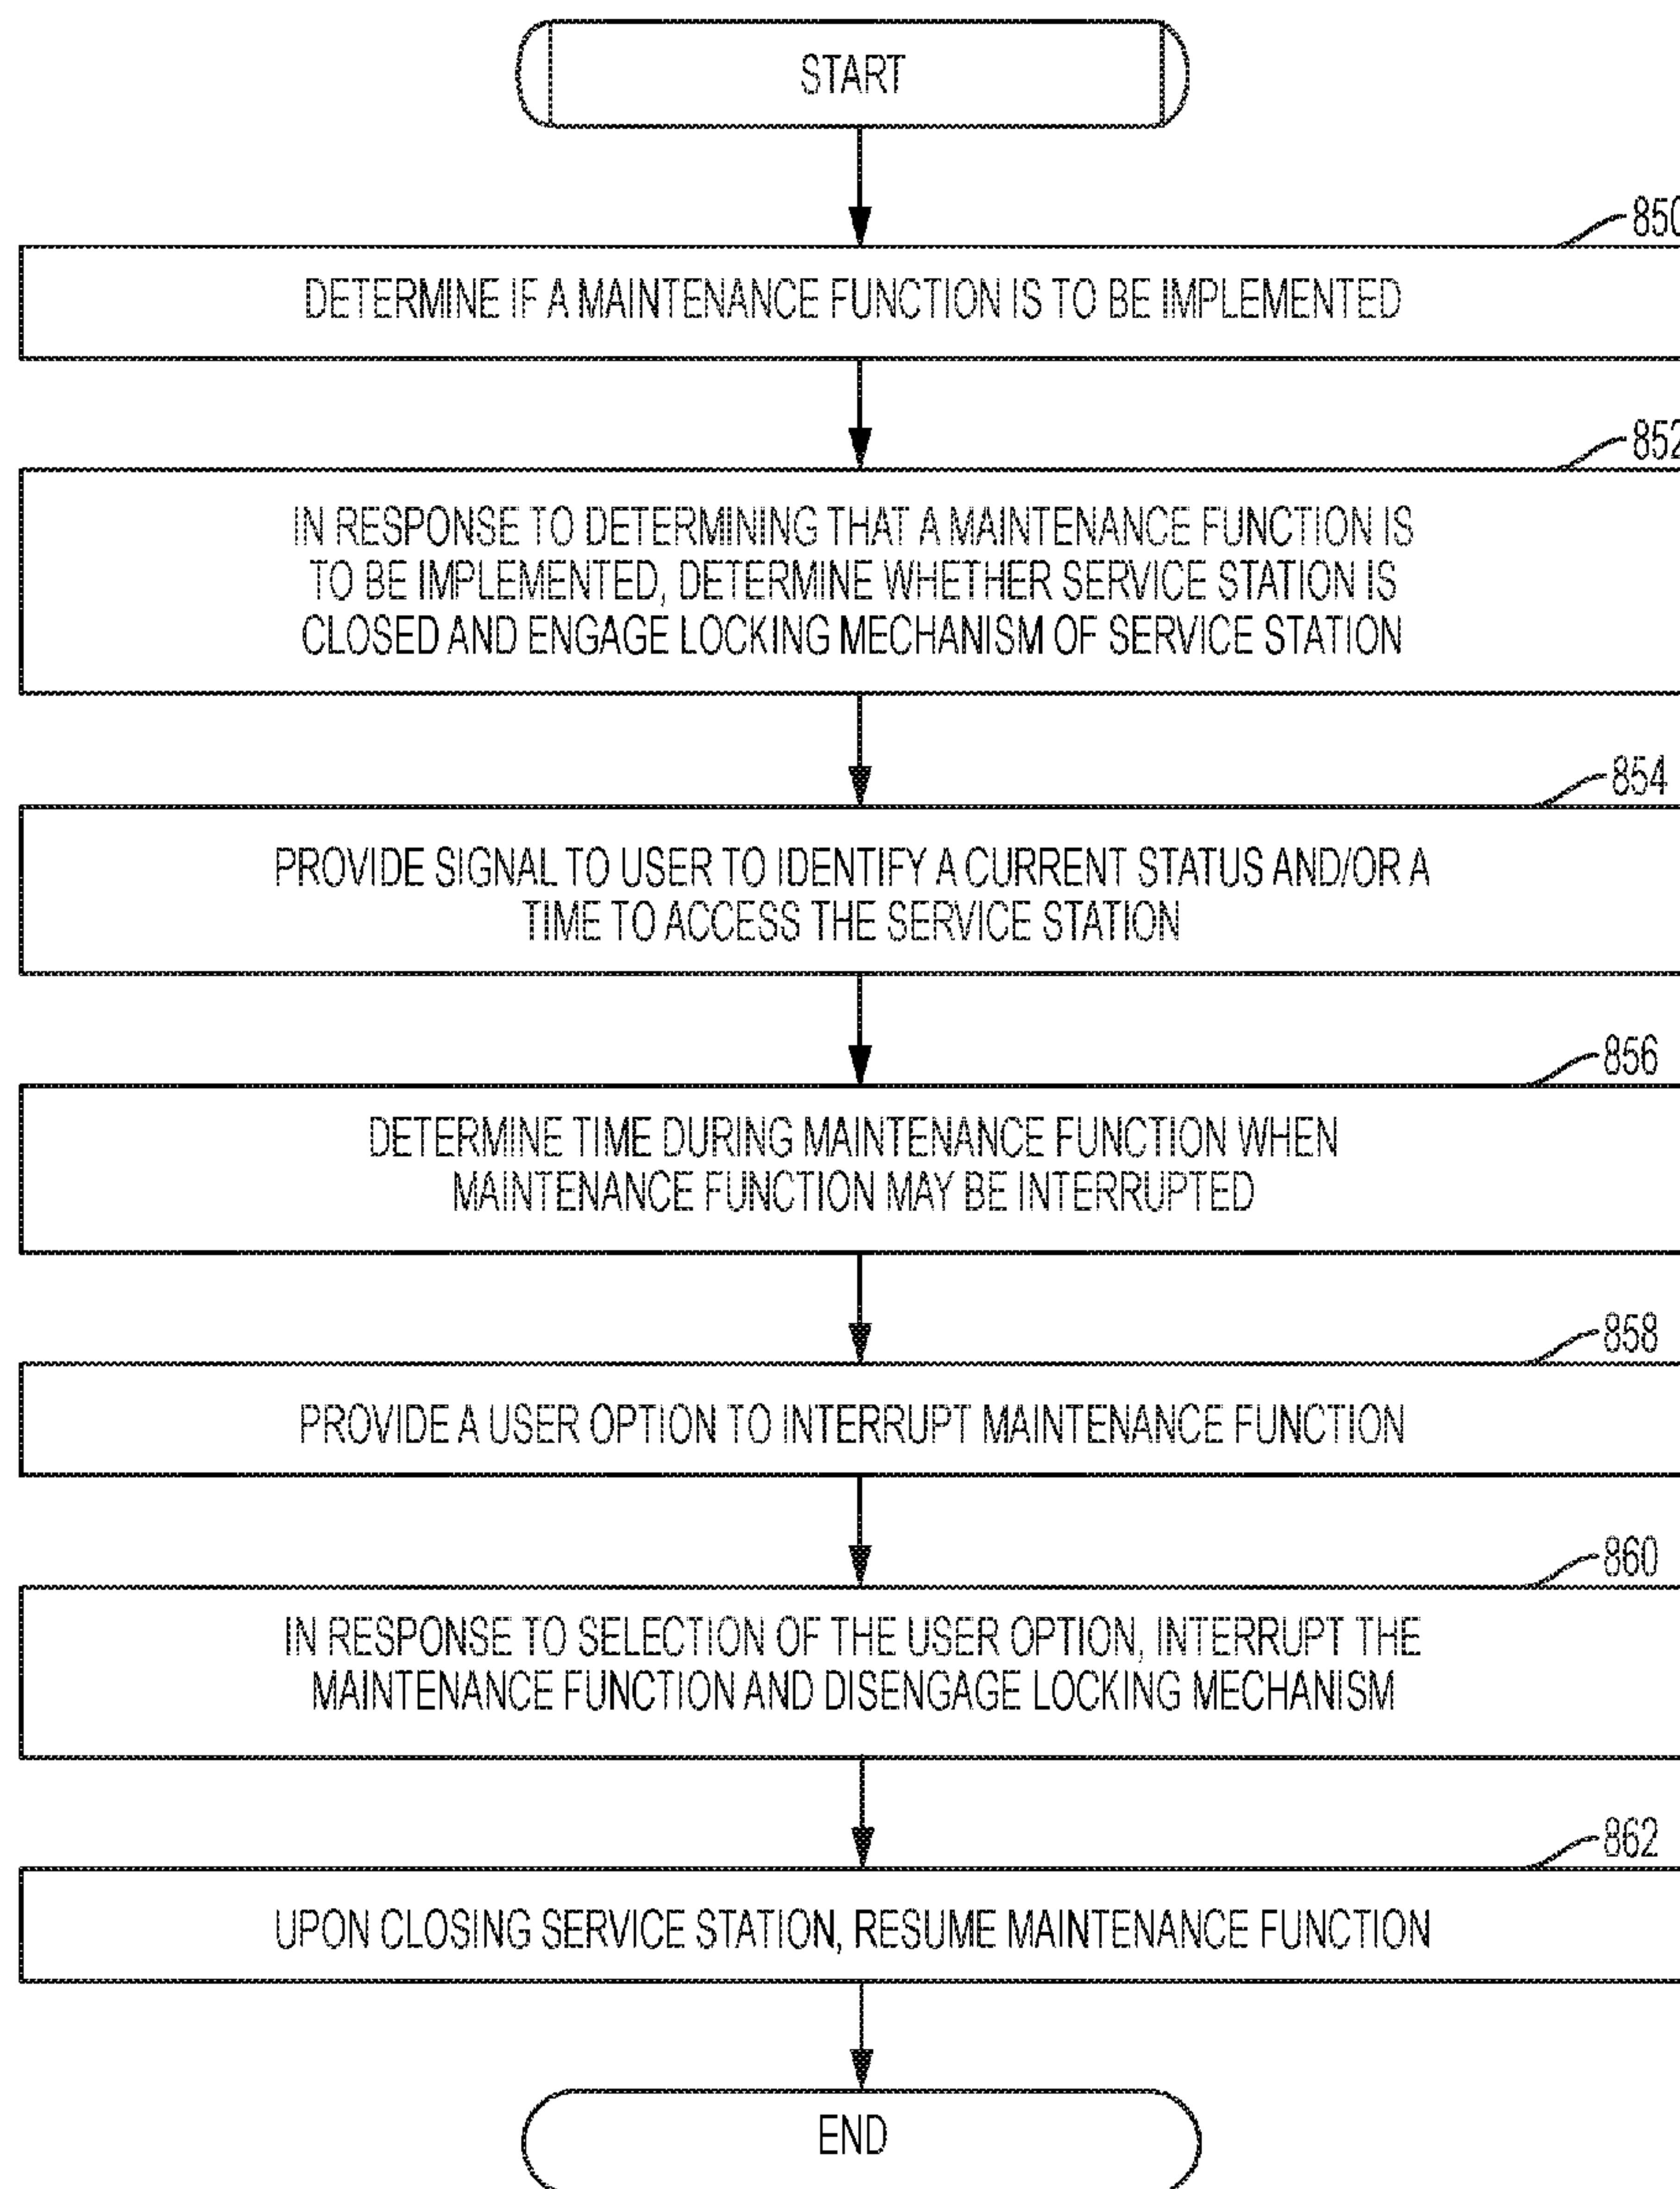 START
850
DETERMINE IF A MAINTENANCE FUNCTION IS TO BE IMPLEMENTED
852
IN RESPONSE TO DETERMINING THAT A MAINTENANCE FUNCTION IS
TO BE IMPLEMENTED, DETERMINE WHETHER SERVICE STATION IS
CLOSED AND ENGAGE LOCKING MECHANISM OF SERVICE STATION
854
PROVIDE SIGNAL TO USER TO IDENTIFY A CURRENT STATUS AND/OR A
TIME TO ACCESS THE SERVICE STATION
856
DETERMINE TIME DURING MAINTENANCE FUNCTION WHEN
MAINTENANCE FUNCTION MAY BE INTERRUPTED
858
PROVIDE A USER OPTION TO INTERRUPT MAINTENANCE FUNCTION
860
IN RESPONSE TO SELECTION OF THE USER OPTION, INTERRUPT THE
MAINTENANCE FUNCTION AND DISENGAGE LOCKING MECHANISM
862
UPON CLOSING SERVICE STATION, RESUME MAINTENANCE FUNCTION
END